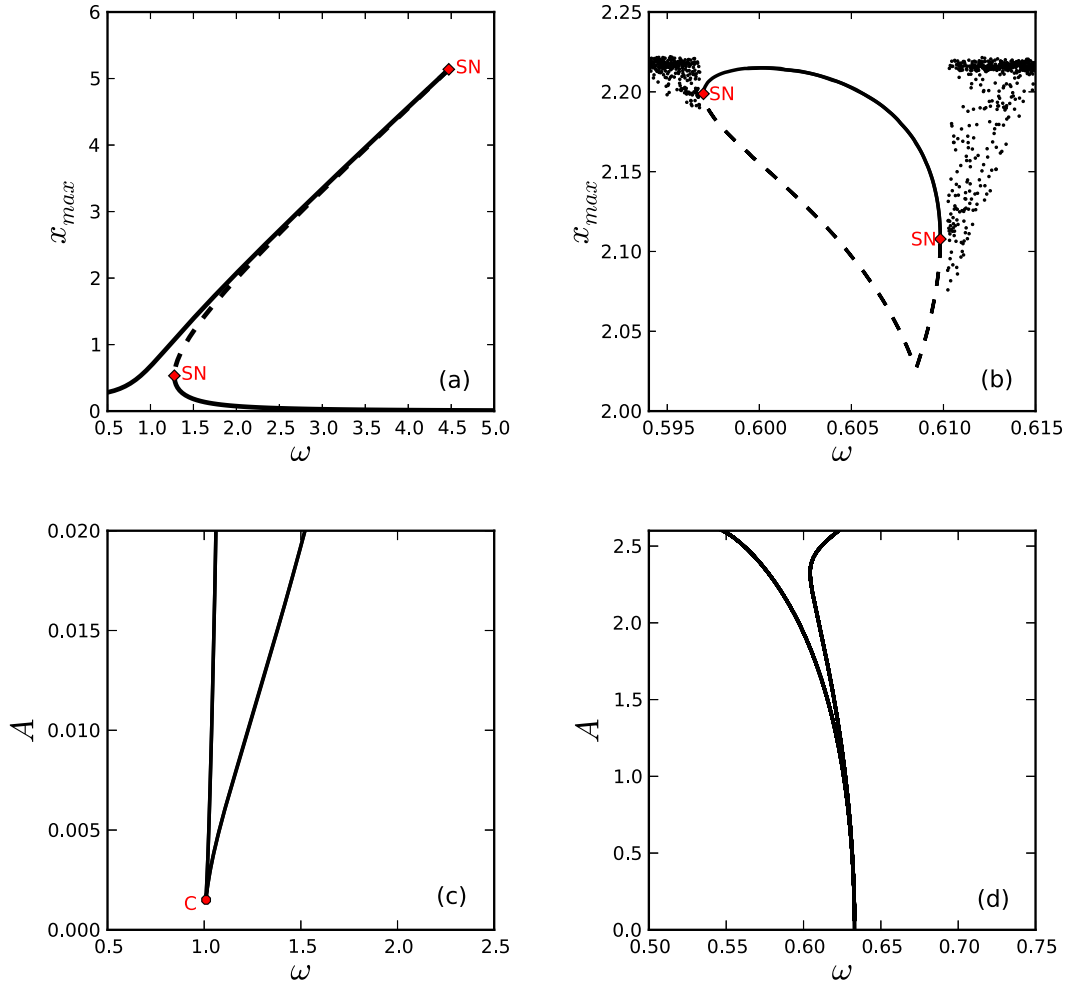 6
5
4
3
2
1
0
x_max
SN
SN
(a)
0.5 1.0 1.5 2.0 2.5 3.0 3.5 4.0 4.5 5.0
ω
2.25
2.20
2.15
2.10
2.05
2.00
x_max
SN
SN
(b)
0.595 0.600 0.605 0.610 0.615
ω
0.020
0.015
0.010
0.005
0.000
A
C
(c)
0.5 1.0 1.5 2.0 2.5
ω
2.5
2.0
1.5
1.0
0.5
0.0
A
(d)
0.50 0.55 0.60 0.65 0.70 0.75
ω